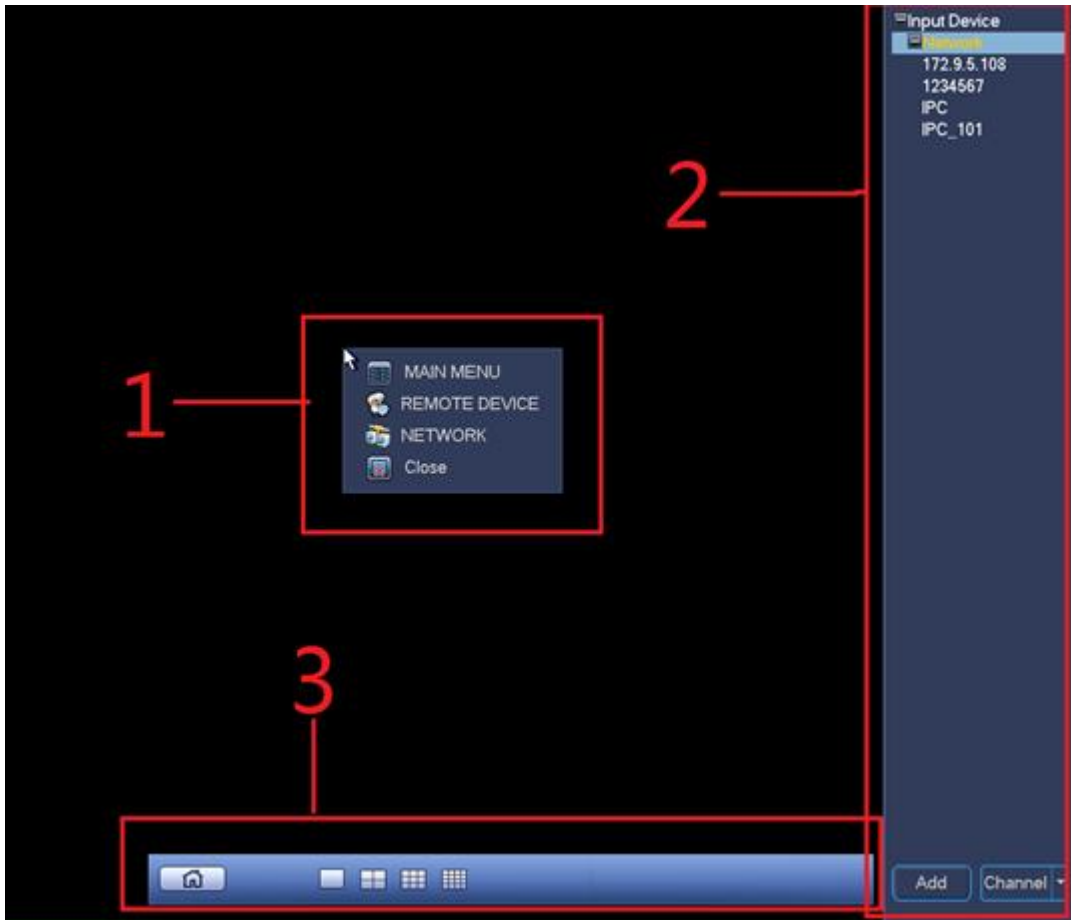 Input Device
Network
172.9.5.108
1234567
IPC
IPC_101
2
1
MAIN MENU
REMOTE DEVICE
NETWORK
Close
3
Add
Channel